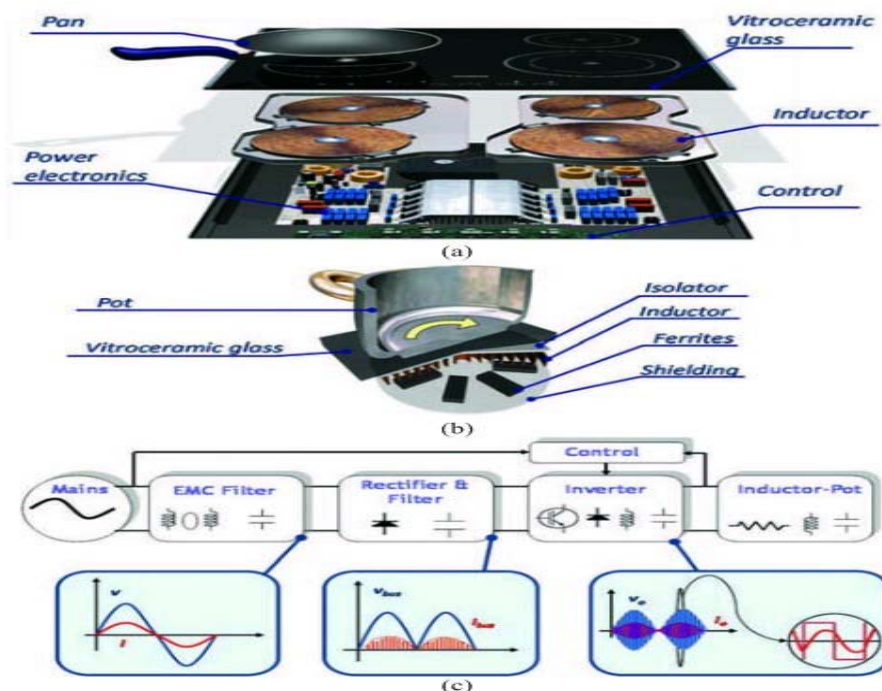 Pan
Vitroceramic
glass
Inductor
Power
electronics
Control
(a)
Pot
Isolator
Inductor
Vitroceramic glass
Ferrites
Shielding
(b)
Control
Mains
EMC Filter
Rectifier &
Filter
Inverter
Inductor-Pot
v
i
v_bus
i_bus
v_o
i_o
(c)